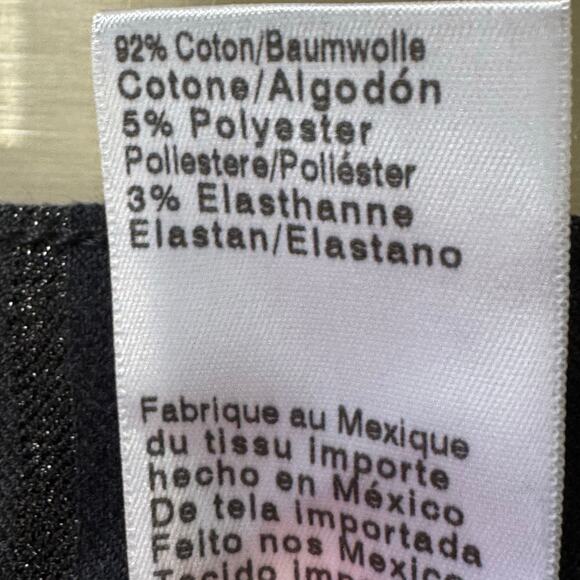 92% Coton/Baumwolle
Cotone/Algodón
5% Polyester
Poliestere/Poliéster
3% Elasthanne
Elastan/Elastano
Fabrique au Mexique
du tissu importe
hecho en México
De tela importada
Feito nos Mexico
Tecido